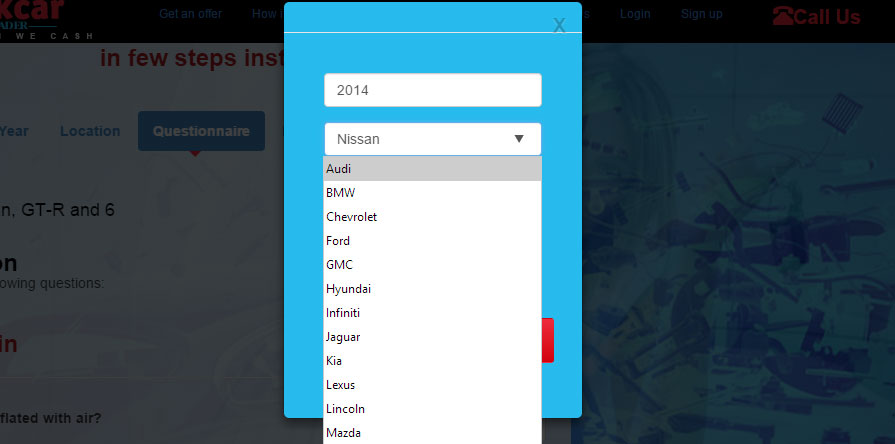 kcar
ADER
WE CASH
Get an offer
How
Login
Sign up
Call Us
in few steps inst
X
2014
Year
Location
Questionnaire
Nissan
Audi
BMW
Chevrolet
n, GT-R and 6
Ford
on
GMC
owing questions:
Hyundai
Infiniti
in
Jaguar
Kia
Lexus
Lincoln
flated with air?
Mazda